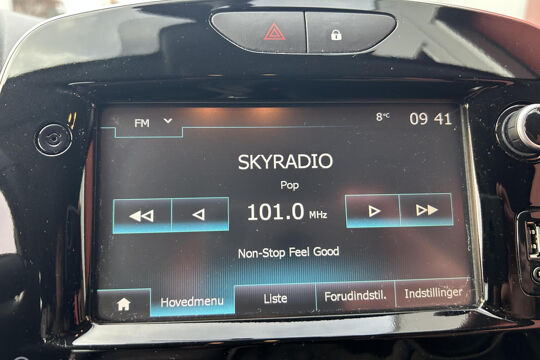 FM 8°C 09 41
SKYRADIO
Pop
101.0 MHz
Non-Stop Feel Good
Hovedmenu Liste Forudindstil. Indstillinger